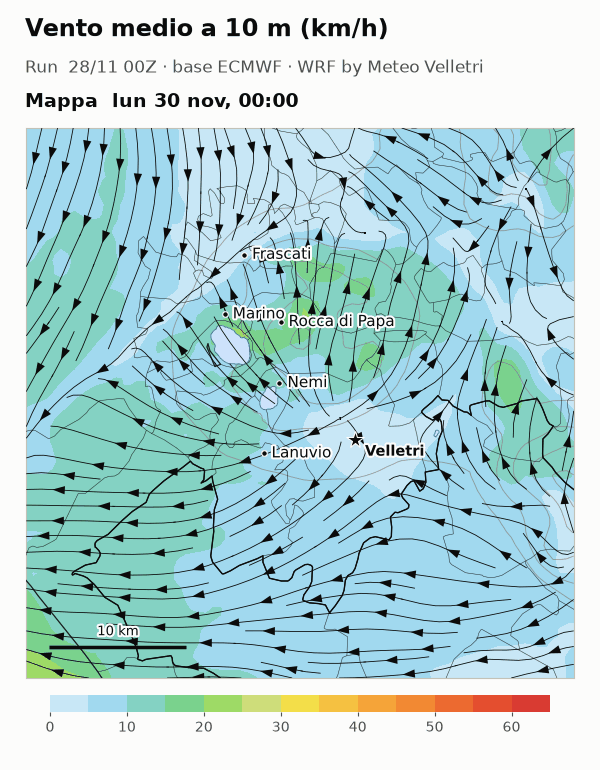 Vento medio a 10 m (km/h)
Run 28/11 00Z · base ECMWF · WRF by Meteo Velletri
Mappa lun 30 nov, 00:00
Frascati
Marino
Rocca di Papa
Nemi
Velletri
Lanuvio
10 km
0 10 20 30 40 50 60